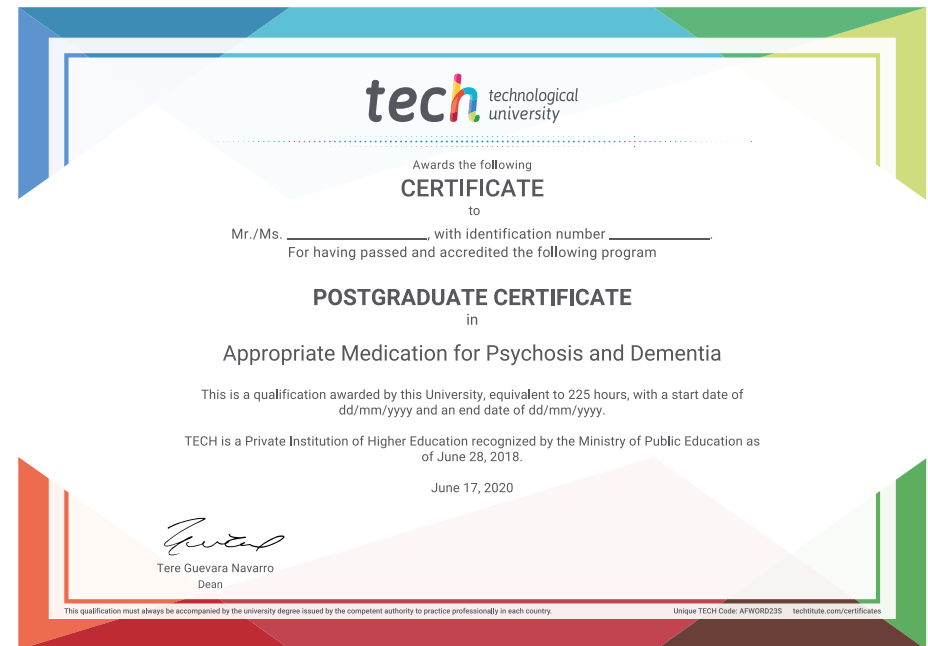 tech technological
university
Awards the following
CERTIFICATE
to
Mr./Ms. ____________________, with identification number ______________.
For having passed and accredited the following program
POSTGRADUATE CERTIFICATE
in
Appropriate Medication for Psychosis and Dementia
This is a qualification awarded by this University, equivalent to 225 hours, with a start date of
dd/mm/yyyy and an end date of dd/mm/yyyy.
TECH is a Private Institution of Higher Education recognized by the Ministry of Public Education as
of June 28, 2018.
June 17, 2020
Tere Guevara Navarro
Dean
This qualification must always be accompanied by the university degree issued by the competent authority to practice professionally in each country.
Unique TECH Code: AFWORD23S techtitute.com/certificates